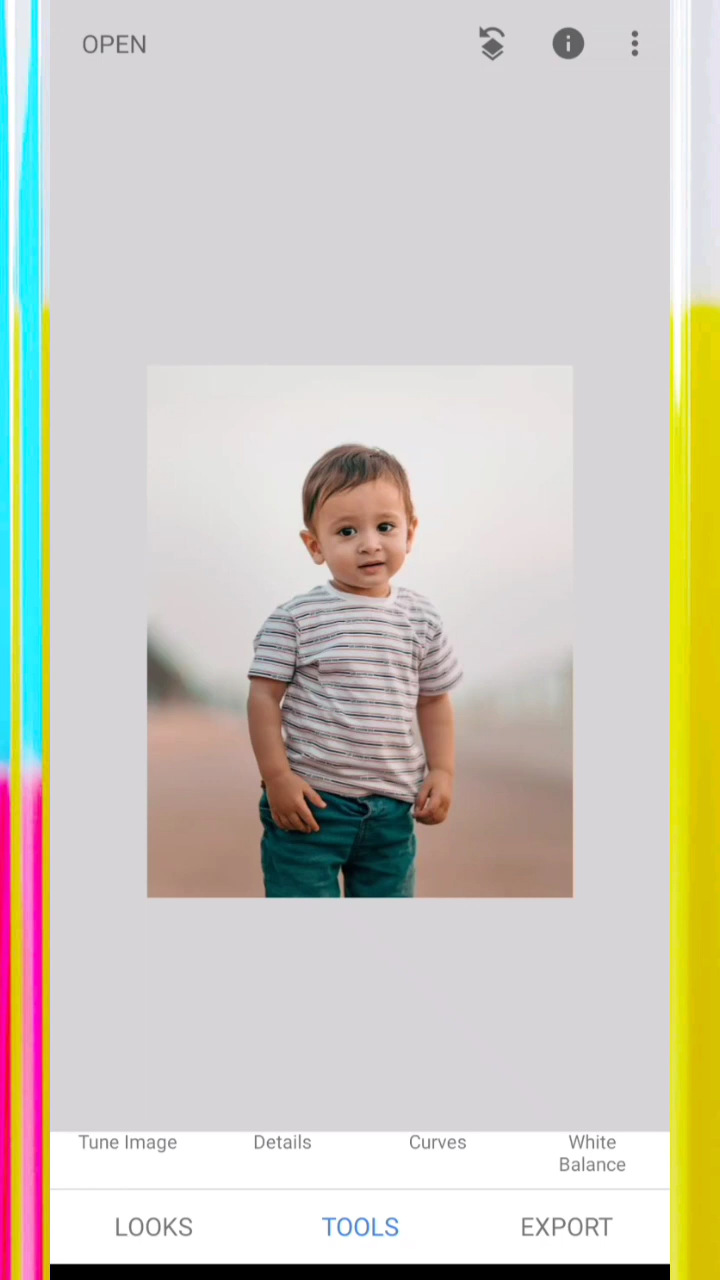 OPEN
Tune Image
Details
Curves
White
Balance
LOOKS
TOOLS
EXPORT